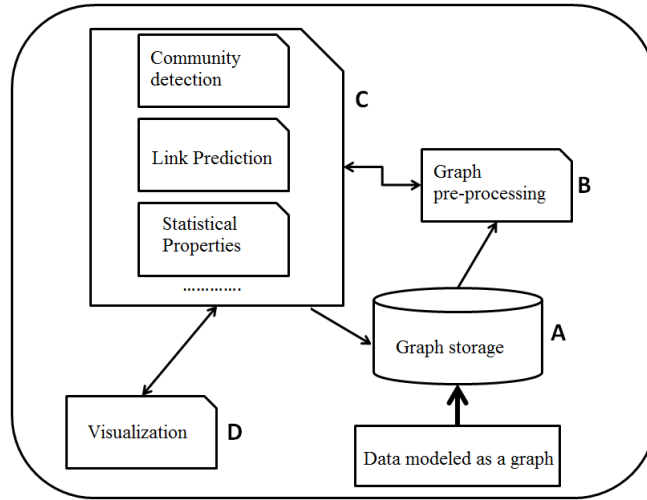 Community
detection
C
Link Prediction
Graph
pre-processing
B
Statistical
Properties
.............
Graph storage
A
Visualization
D
Data modeled as a graph